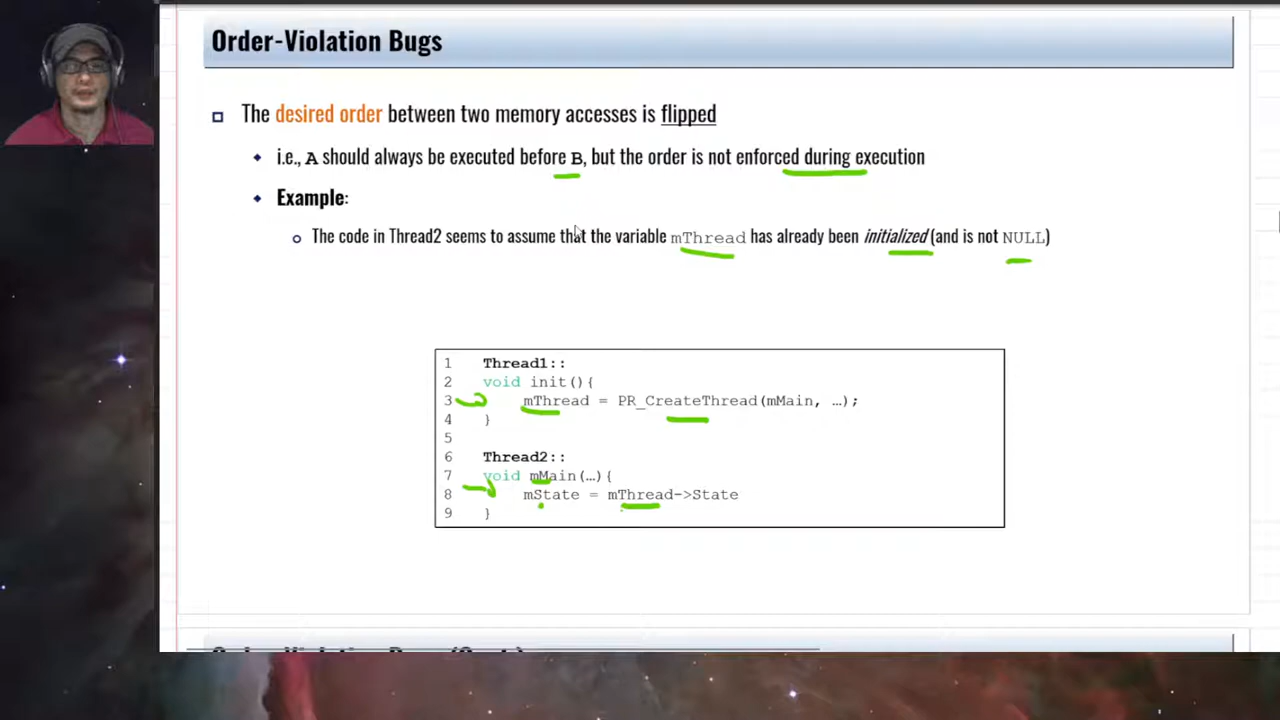 Order-Violation Bugs
The desired order between two memory accesses is flipped
i.e., A should always be executed before B, but the order is not enforced during execution
Example:
The code in Thread2 seems to assume that the variable mThread has already been initialized (and is not NULL)
1 Thread1::
2 void init(){
3 mThread = PR_CreateThread(mMain, …);
4 }
5
6 Thread2::
7 void mMain(…){
8 mState = mThread->State
9 }